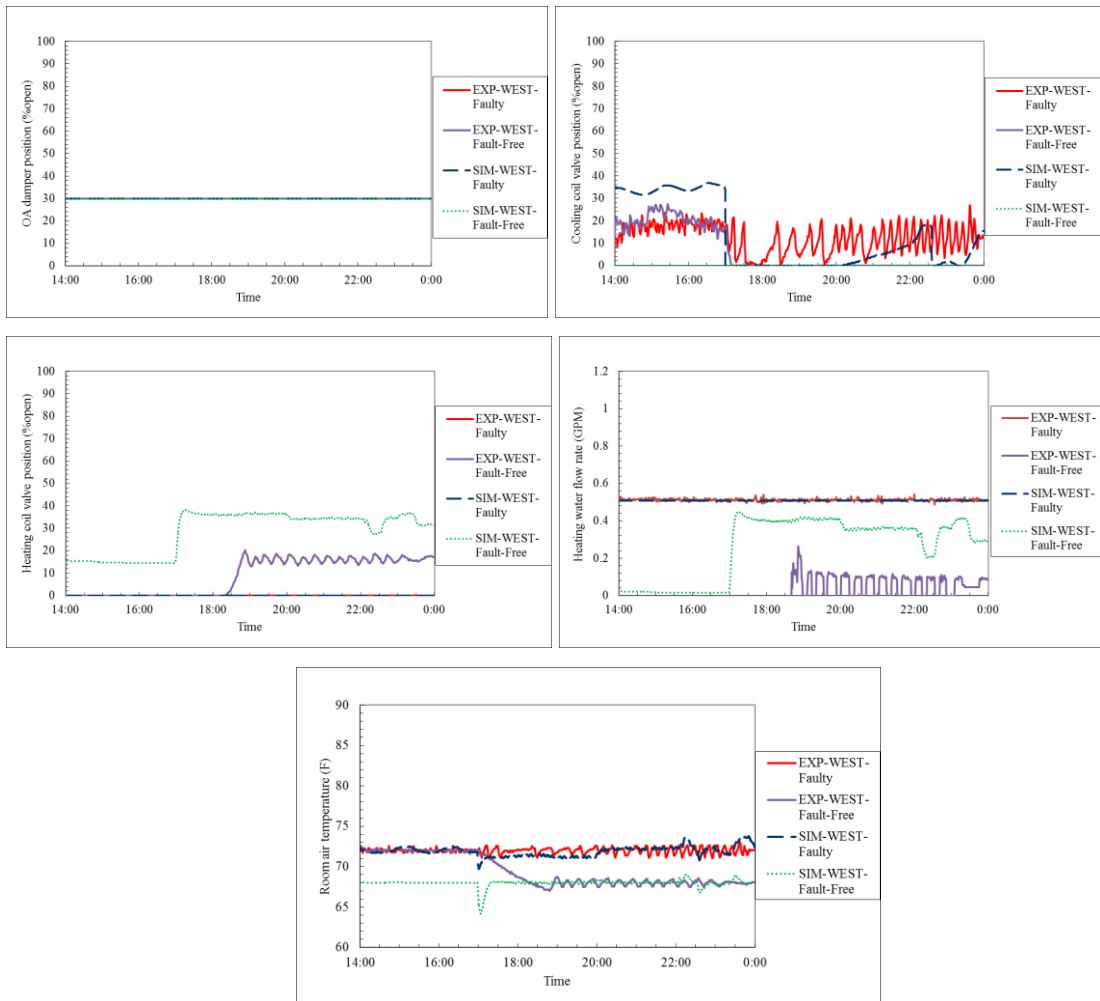 OA damper position (%open)
100
90
80
70
60
50
40
30
20
10
0
14:00 16:00 18:00 20:00 22:00 0:00
Time
EXP-WEST-
Faulty
EXP-WEST-
Fault-Free
SIM-WEST-
Faulty
SIM-WEST-
Fault-Free
Cooling coil valve position (%open)
100
90
80
70
60
50
40
30
20
10
0
14:00 16:00 18:00 20:00 22:00 0:00
Time
EXP-WEST-
Faulty
EXP-WEST-
Fault-Free
SIM-WEST-
Faulty
SIM-WEST-
Fault-Free
Heating coil valve position (%open)
100
90
80
70
60
50
40
30
20
10
0
14:00 16:00 18:00 20:00 22:00 0:00
Time
EXP-WEST-
Faulty
EXP-WEST-
Fault-Free
SIM-WEST-
Faulty
SIM-WEST-
Fault-Free
Heating water flow rate (GPM)
1.2
1
0.8
0.6
0.4
0.2
0
14:00 16:00 18:00 20:00 22:00 0:00
Time
EXP-WEST-
Faulty
EXP-WEST-
Fault-Free
SIM-WEST-
Faulty
SIM-WEST-
Fault-Free
Room air temperature (F)
90
85
80
75
70
65
60
14:00 16:00 18:00 20:00 22:00 0:00
Time
EXP-WEST-
Faulty
EXP-WEST-
Fault-Free
SIM-WEST-
Faulty
SIM-WEST-
Fault-Free